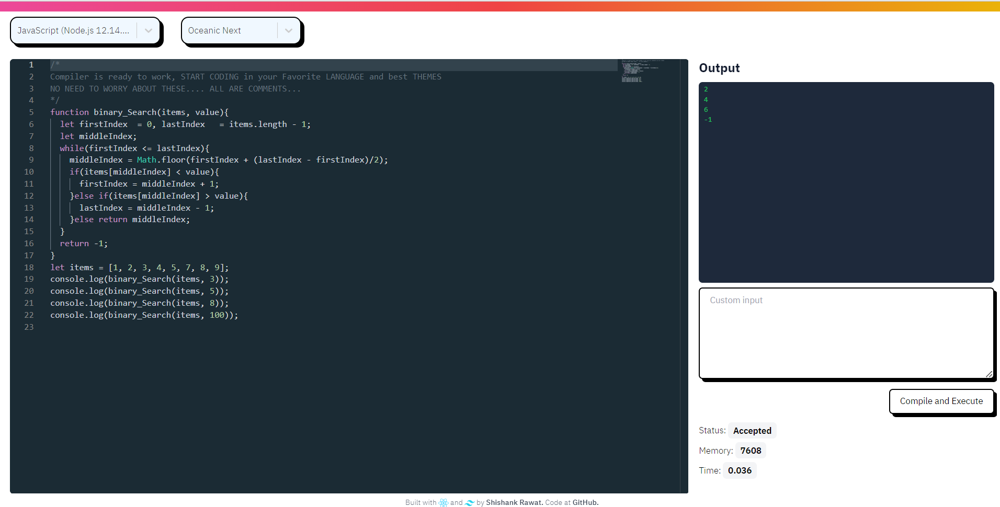 JavaScript (Node.js 12.14....
Oceanic Next
1 /*
2 Compiler is ready to work, START CODING in your Favorite LANGUAGE and best THEMES
3 NO NEED TO WORRY ABOUT THESE.... ALL ARE COMMENTS...
4 */
5 function binary_Search(items, value){
6   let firstIndex  = 0, lastIndex   = items.length - 1;
7   let middleIndex;
8   while(firstIndex <= lastIndex){
9     middleIndex = Math.floor(firstIndex + (lastIndex - firstIndex)/2);
10     if(items[middleIndex] < value){
11       firstIndex = middleIndex + 1;
12     }else if(items[middleIndex] > value){
13       lastIndex = middleIndex - 1;
14     }else return middleIndex;
15   }
16   return -1;
17 }
18 let items = [1, 2, 3, 4, 5, 7, 8, 9];
19 console.log(binary_Search(items, 3));
20 console.log(binary_Search(items, 5));
21 console.log(binary_Search(items, 8));
22 console.log(binary_Search(items, 100));
23
Output
2
4
6
-1
Custom input
Compile and Execute
Status: Accepted
Memory: 7608
Time: 0.036
Built with and by Shishank Rawat. Code at GitHub.